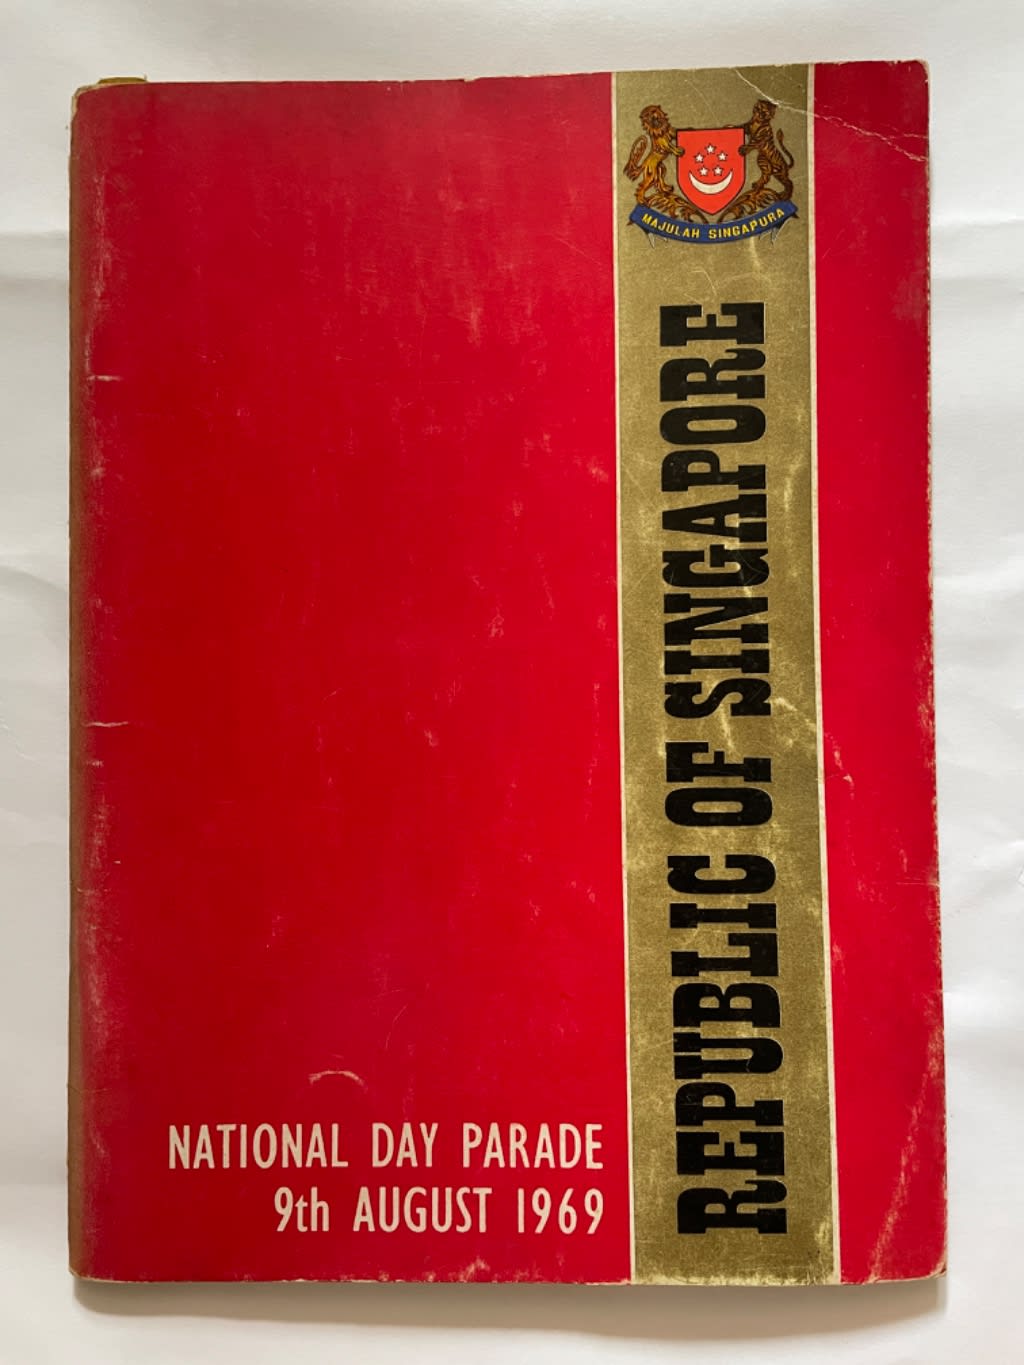 MAJULAH SINGAPURA
REPUBLIC OF SINGAPORE
NATIONAL DAY PARADE
9th AUGUST 1969